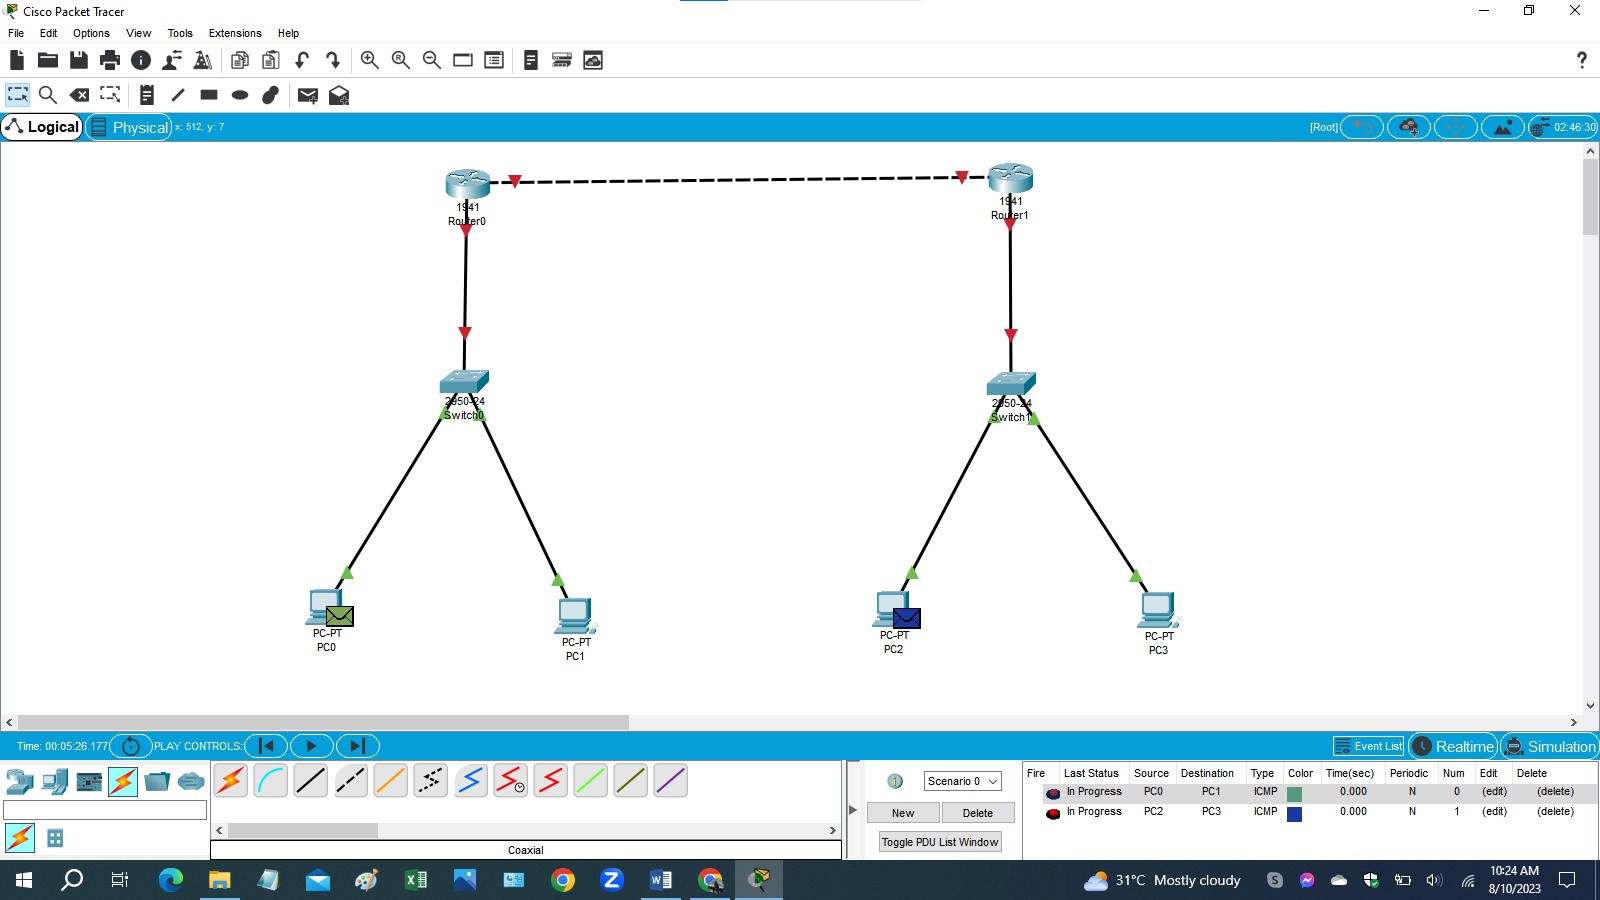 Cisco Packet Tracer
File Edit Options View Tools Extensions Help
?
Logical Physical x: 512, y: 7 [Root] 02:46:30
1941
Router0
1941
Router1
2950-24
Switch0
2950-24
Switch1
PC-PT
PC0
PC-PT
PC1
PC-PT
PC2
PC-PT
PC3
Time: 00:05:26.177 PLAY CONTROLS: Event List Realtime Simulation
Scenario 0
New Delete
Toggle PDU List Window
Coaxial
Fire Last Status Source Destination Type Color Time(sec) Periodic Num Edit Delete
In Progress PC0 PC1 ICMP 0.000 N 0 (edit) (delete)
In Progress PC2 PC3 ICMP 0.000 N 1 (edit) (delete)
31°C Mostly cloudy
10:24 AM
8/10/2023